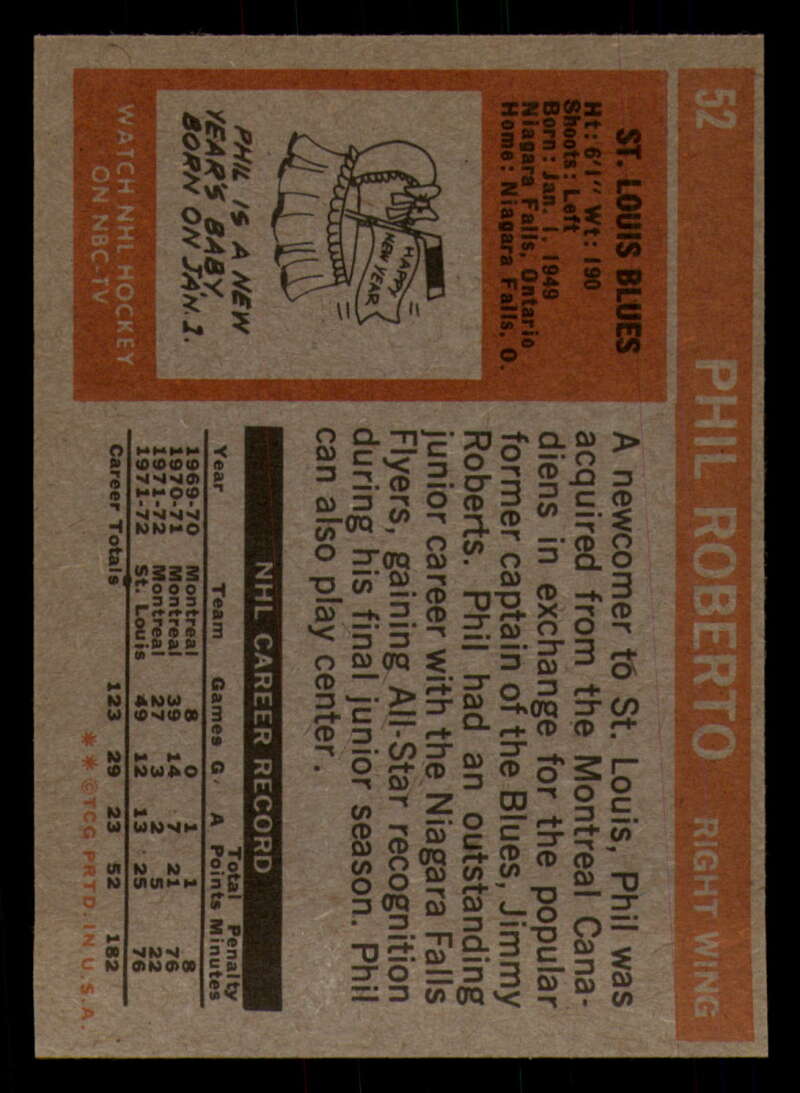 52 PHIL ROBERTO RIGHT WING
ST. LOUIS BLUES
Ht: 6'1" Wt: 190
Shoots: Left
Born: Jan. 1, 1949
Niagara Falls, Ontario
Home: Niagara Falls, O.
HAPPY
NEW YEAR
PHIL IS A NEW
YEAR'S BABY,
BORN ON JAN. 1.
WATCH NHL HOCKEY
ON NBC-TV
A newcomer to St. Louis, Phil was
acquired from the Montreal Cana-
diens in exchange for the popular
former captain of the Blues, Jimmy
Roberts. Phil had an outstanding
junior career with the Niagara Falls
Flyers, gaining All-Star recognition
during his final junior season. Phil
can also play center.
NHL CAREER RECORD
Total Penalty
Year Team Games G A Points Minutes
1969-70 Montreal 8 0 1 1 8
1970-71 Montreal 39 14 7 21 76
1971-72 Montreal 27 3 2 5 22
1971-72 St. Louis 49 12 13 25 76
Career Totals 123 29 23 52 182
* * ©TCG PRTD. IN U.S.A.